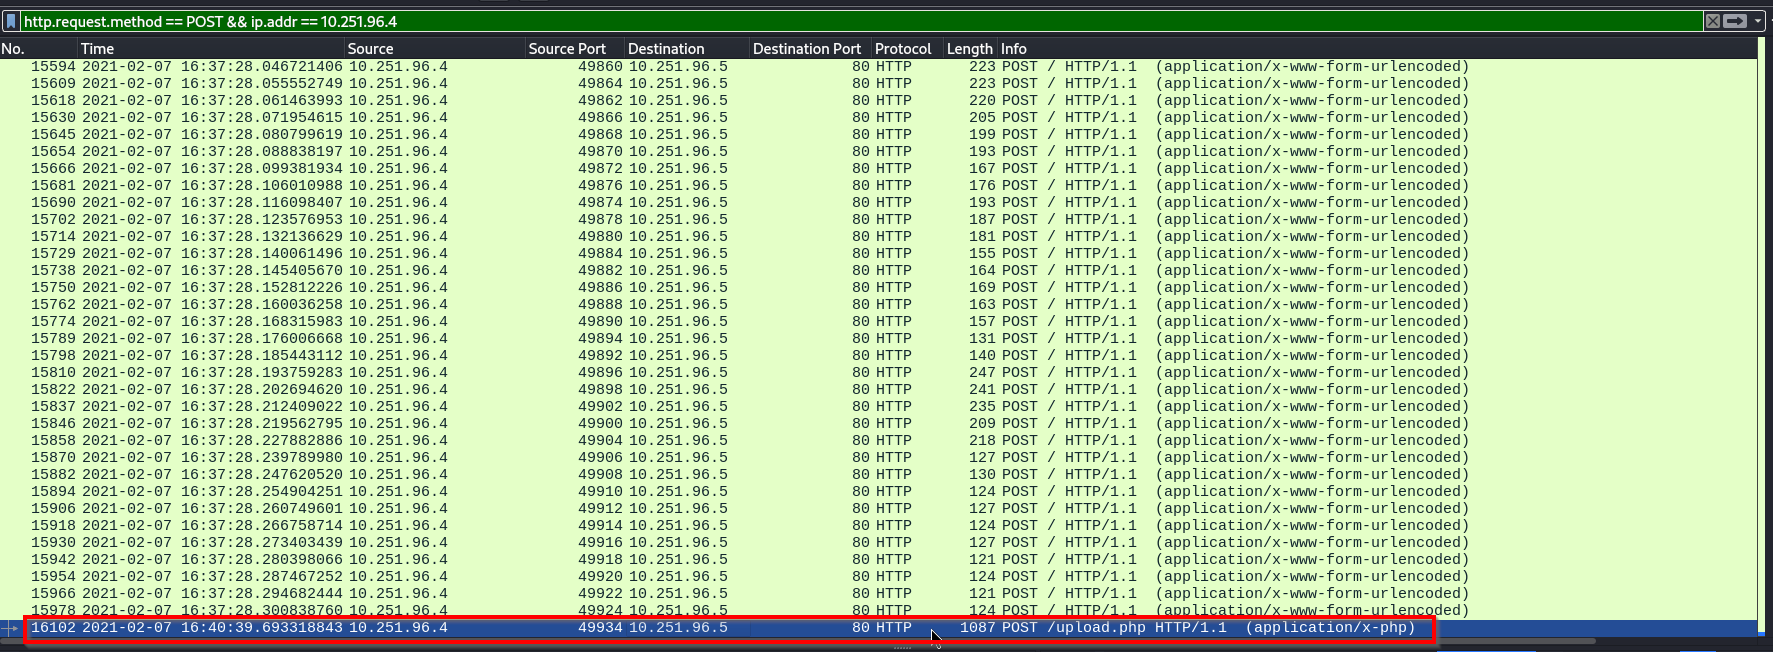 http.request.method == POST && ip.addr == 10.251.96.4
No. Time Source Source Port Destination Destination Port Protocol Length Info
15594 2021-02-07 16:37:28.046721406 10.251.96.4 49860 10.251.96.5 80 HTTP 223 POST / HTTP/1.1 (application/x-www-form-urlencoded)
15609 2021-02-07 16:37:28.055552749 10.251.96.4 49864 10.251.96.5 80 HTTP 223 POST / HTTP/1.1 (application/x-www-form-urlencoded)
15618 2021-02-07 16:37:28.061463993 10.251.96.4 49862 10.251.96.5 80 HTTP 220 POST / HTTP/1.1 (application/x-www-form-urlencoded)
15630 2021-02-07 16:37:28.071954615 10.251.96.4 49866 10.251.96.5 80 HTTP 205 POST / HTTP/1.1 (application/x-www-form-urlencoded)
15645 2021-02-07 16:37:28.080799619 10.251.96.4 49868 10.251.96.5 80 HTTP 199 POST / HTTP/1.1 (application/x-www-form-urlencoded)
15654 2021-02-07 16:37:28.088838197 10.251.96.4 49870 10.251.96.5 80 HTTP 193 POST / HTTP/1.1 (application/x-www-form-urlencoded)
15666 2021-02-07 16:37:28.099381934 10.251.96.4 49872 10.251.96.5 80 HTTP 167 POST / HTTP/1.1 (application/x-www-form-urlencoded)
15681 2021-02-07 16:37:28.106010988 10.251.96.4 49876 10.251.96.5 80 HTTP 176 POST / HTTP/1.1 (application/x-www-form-urlencoded)
15690 2021-02-07 16:37:28.116098407 10.251.96.4 49874 10.251.96.5 80 HTTP 193 POST / HTTP/1.1 (application/x-www-form-urlencoded)
15702 2021-02-07 16:37:28.123576953 10.251.96.4 49878 10.251.96.5 80 HTTP 187 POST / HTTP/1.1 (application/x-www-form-urlencoded)
15714 2021-02-07 16:37:28.132136629 10.251.96.4 49880 10.251.96.5 80 HTTP 181 POST / HTTP/1.1 (application/x-www-form-urlencoded)
15729 2021-02-07 16:37:28.140061496 10.251.96.4 49884 10.251.96.5 80 HTTP 155 POST / HTTP/1.1 (application/x-www-form-urlencoded)
15738 2021-02-07 16:37:28.145405670 10.251.96.4 49882 10.251.96.5 80 HTTP 164 POST / HTTP/1.1 (application/x-www-form-urlencoded)
15750 2021-02-07 16:37:28.152812226 10.251.96.4 49886 10.251.96.5 80 HTTP 169 POST / HTTP/1.1 (application/x-www-form-urlencoded)
15762 2021-02-07 16:37:28.160036258 10.251.96.4 49888 10.251.96.5 80 HTTP 163 POST / HTTP/1.1 (application/x-www-form-urlencoded)
15774 2021-02-07 16:37:28.168315983 10.251.96.4 49890 10.251.96.5 80 HTTP 157 POST / HTTP/1.1 (application/x-www-form-urlencoded)
15789 2021-02-07 16:37:28.176006668 10.251.96.4 49894 10.251.96.5 80 HTTP 131 POST / HTTP/1.1 (application/x-www-form-urlencoded)
15798 2021-02-07 16:37:28.185443112 10.251.96.4 49892 10.251.96.5 80 HTTP 140 POST / HTTP/1.1 (application/x-www-form-urlencoded)
15810 2021-02-07 16:37:28.193759283 10.251.96.4 49896 10.251.96.5 80 HTTP 247 POST / HTTP/1.1 (application/x-www-form-urlencoded)
15822 2021-02-07 16:37:28.202694620 10.251.96.4 49898 10.251.96.5 80 HTTP 241 POST / HTTP/1.1 (application/x-www-form-urlencoded)
15837 2021-02-07 16:37:28.212409022 10.251.96.4 49902 10.251.96.5 80 HTTP 235 POST / HTTP/1.1 (application/x-www-form-urlencoded)
15846 2021-02-07 16:37:28.219562795 10.251.96.4 49900 10.251.96.5 80 HTTP 209 POST / HTTP/1.1 (application/x-www-form-urlencoded)
15858 2021-02-07 16:37:28.227882886 10.251.96.4 49904 10.251.96.5 80 HTTP 218 POST / HTTP/1.1 (application/x-www-form-urlencoded)
15870 2021-02-07 16:37:28.239789980 10.251.96.4 49906 10.251.96.5 80 HTTP 127 POST / HTTP/1.1 (application/x-www-form-urlencoded)
15882 2021-02-07 16:37:28.247620520 10.251.96.4 49908 10.251.96.5 80 HTTP 130 POST / HTTP/1.1 (application/x-www-form-urlencoded)
15894 2021-02-07 16:37:28.254904251 10.251.96.4 49910 10.251.96.5 80 HTTP 124 POST / HTTP/1.1 (application/x-www-form-urlencoded)
15906 2021-02-07 16:37:28.260749601 10.251.96.4 49912 10.251.96.5 80 HTTP 127 POST / HTTP/1.1 (application/x-www-form-urlencoded)
15918 2021-02-07 16:37:28.266758714 10.251.96.4 49914 10.251.96.5 80 HTTP 124 POST / HTTP/1.1 (application/x-www-form-urlencoded)
15930 2021-02-07 16:37:28.273403439 10.251.96.4 49916 10.251.96.5 80 HTTP 127 POST / HTTP/1.1 (application/x-www-form-urlencoded)
15942 2021-02-07 16:37:28.280398066 10.251.96.4 49918 10.251.96.5 80 HTTP 121 POST / HTTP/1.1 (application/x-www-form-urlencoded)
15954 2021-02-07 16:37:28.287467252 10.251.96.4 49920 10.251.96.5 80 HTTP 124 POST / HTTP/1.1 (application/x-www-form-urlencoded)
15966 2021-02-07 16:37:28.294682444 10.251.96.4 49922 10.251.96.5 80 HTTP 121 POST / HTTP/1.1 (application/x-www-form-urlencoded)
15978 2021-02-07 16:37:28.300838760 10.251.96.4 49924 10.251.96.5 80 HTTP 124 POST / HTTP/1.1 (application/x-www-form-urlencoded)
16102 2021-02-07 16:40:39.693318843 10.251.96.4 49934 10.251.96.5 80 HTTP 1087 POST /upload.php HTTP/1.1 (application/x-php)